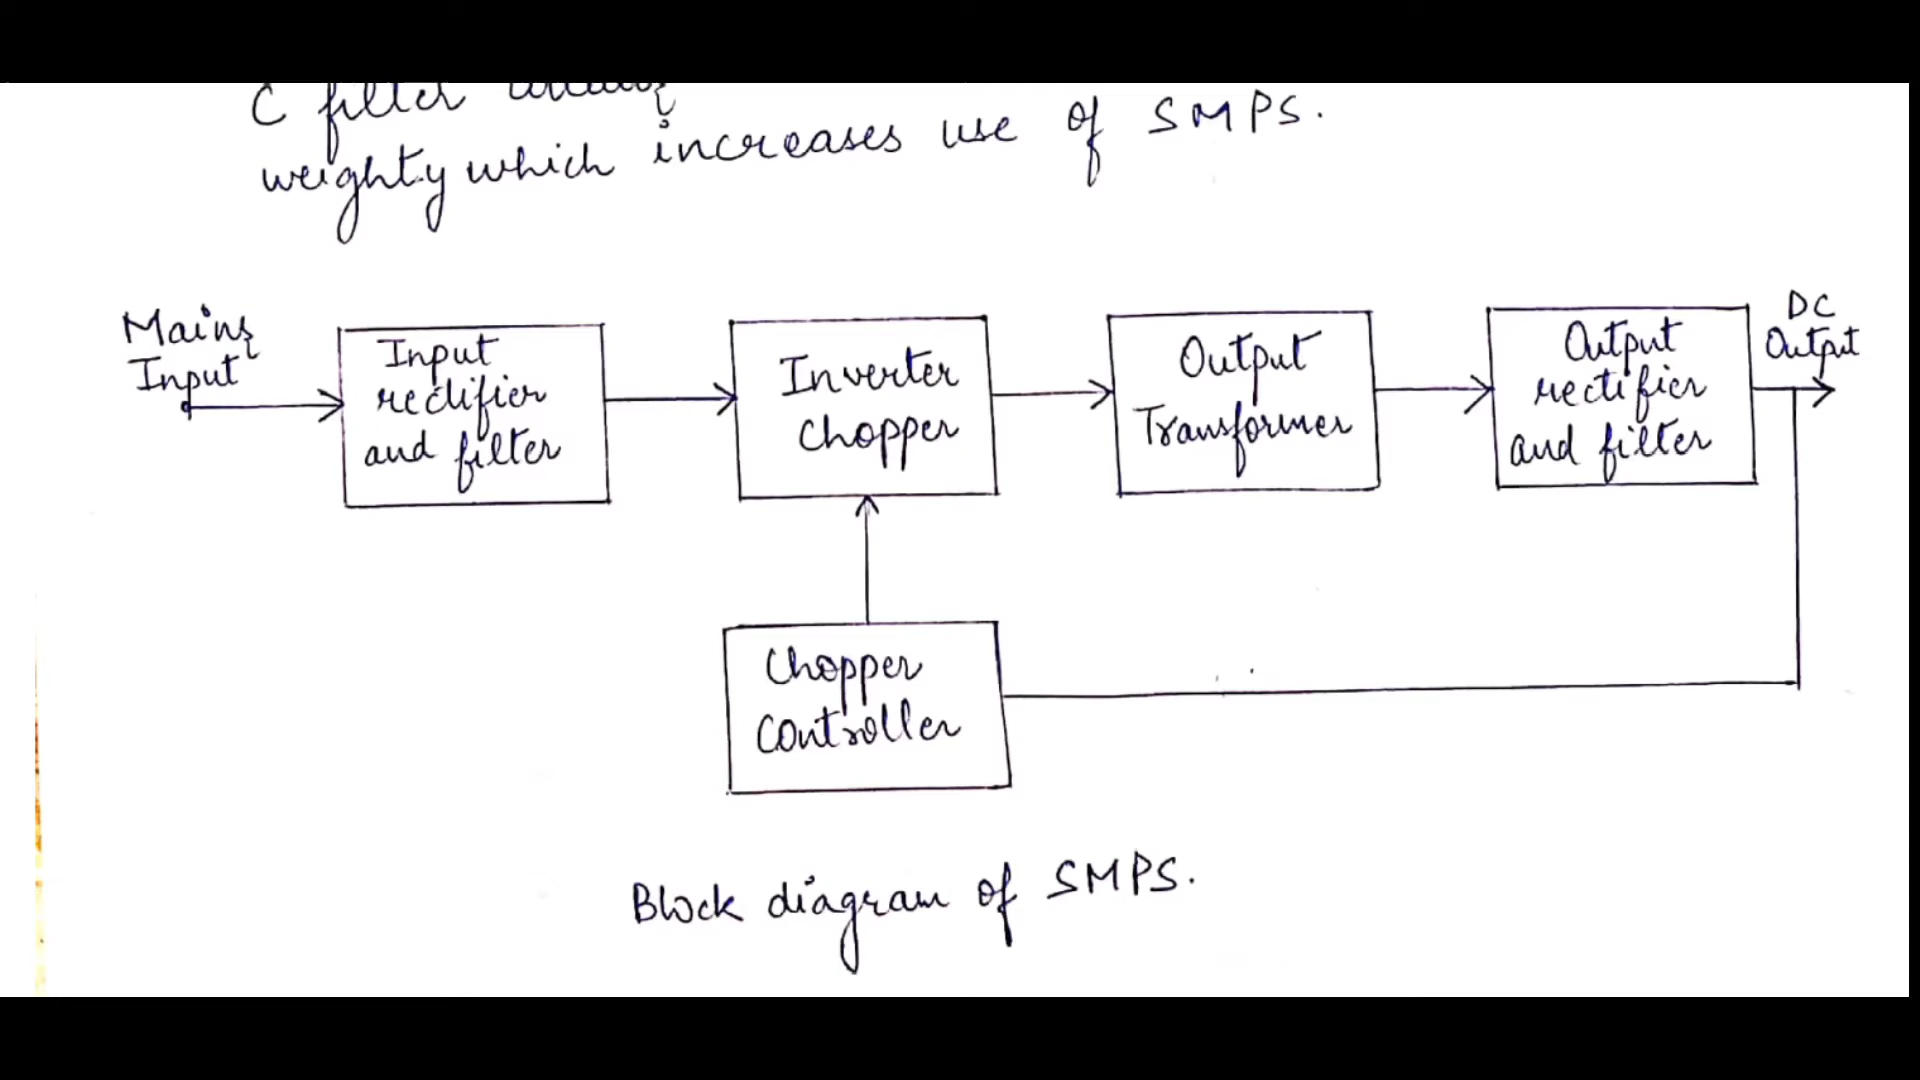 C filter
weighty which increases use of SMPS.
Mains
Input
Input
rectifier
and filter
Inverter
chopper
Output
Transformer
Output
rectifier
and filter
DC
Output
Chopper
controller
Block diagram of SMPS.